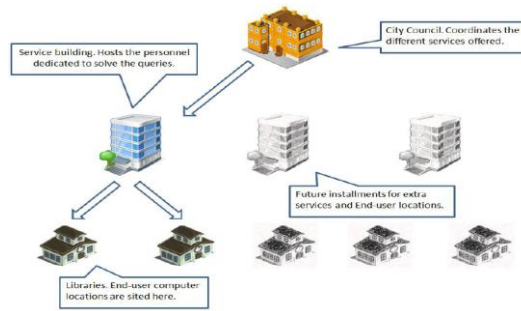 City Council. Coordinates the
different services offered.
Service building. Hosts the personnel
dedicated to solve the queries.
Future installments for extra
services and End-user locations.
Libraries. End-user computer
locations are sited here.